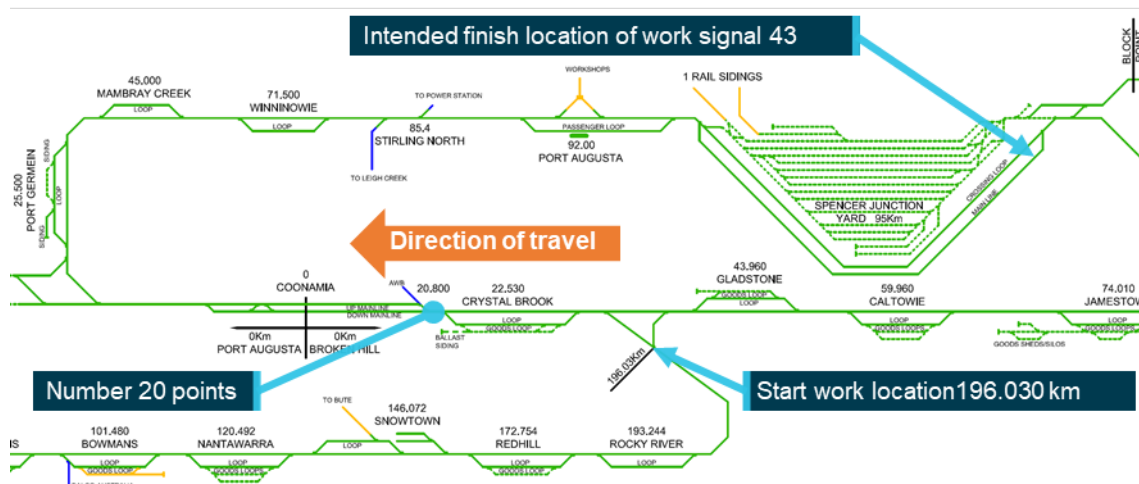 Intended finish location of work signal 43
BLOCK
POINT
45,000
MAMBRAY CREEK
LOOP
71,500
WINNINOWIE
LOOP
TO POWER STATION
85,4
STIRLING NORTH
TO LEIGH CREEK
WORKSHOPS
PASSENGER LOOP
92.00
PORT AUGUSTA
1 RAIL SIDINGS
SPENCER JUNCTION
YARD 95Km
CROSSING LOOP
MAIN LINE
25,500
PORT GERMEIN
SIDING
LOOP
SIDING
Direction of travel
0
COONAMIA
AWB
20,800
UP MAINLINE
DOWN MAINLINE
0Km
PORT AUGUSTA
0Km
BROKEN HILL
22,530
CRYSTAL BROOK
LOOP
GOODS LOOP
BALLAST
SIDING
43,960
GLADSTONE
GOODS LOOP
LOOP
59,960
CALTOWIE
LOOP
GOODS LOOPS
74,010
JAMESTOW
LOOP
GOODS LOOPS
GOODS SHEDS/SILOS
196.03Km
Number 20 points
Start work location196.030 km
TO BUTE
146,072
SNOWTOWN
LOOP
101,480
BOWMANS
LOOP
GOODS LOOP
120,492
NANTAWARRA
LOOP
GOODS LOOPS
172,754
REDHILL
LOOP
GOODS LOOPS
193,244
ROCKY RIVER
LOOP